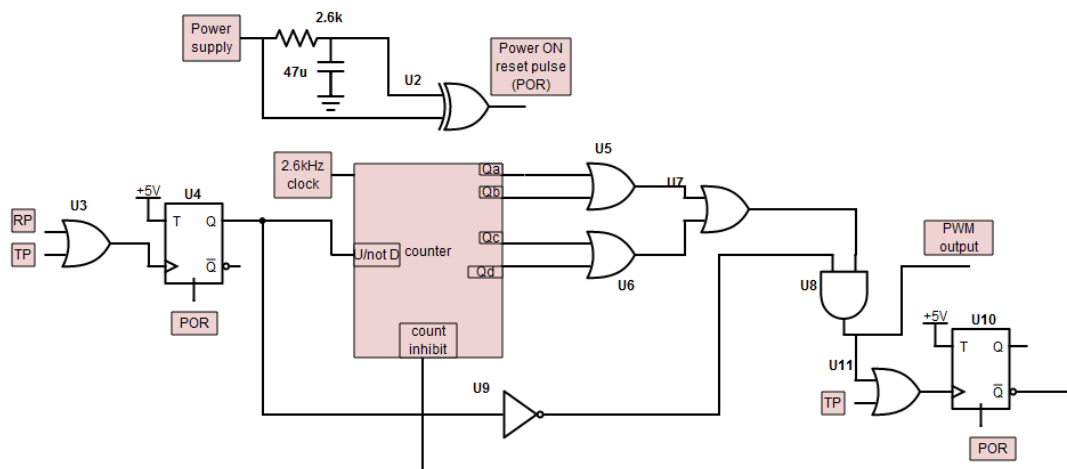 2.6k
Power
supply
47u
U2
Power ON
reset pulse
(POR)
2.6kHz
clock
Qa
Qb
Qc
Qd
U/not D
counter
count
inhibit
U5
U7
U6
+5V
U4
T
Q
Q
POR
U3
RP
TP
U9
U8
PWM
output
U11
TP
+5V
U10
T
Q
Q
POR